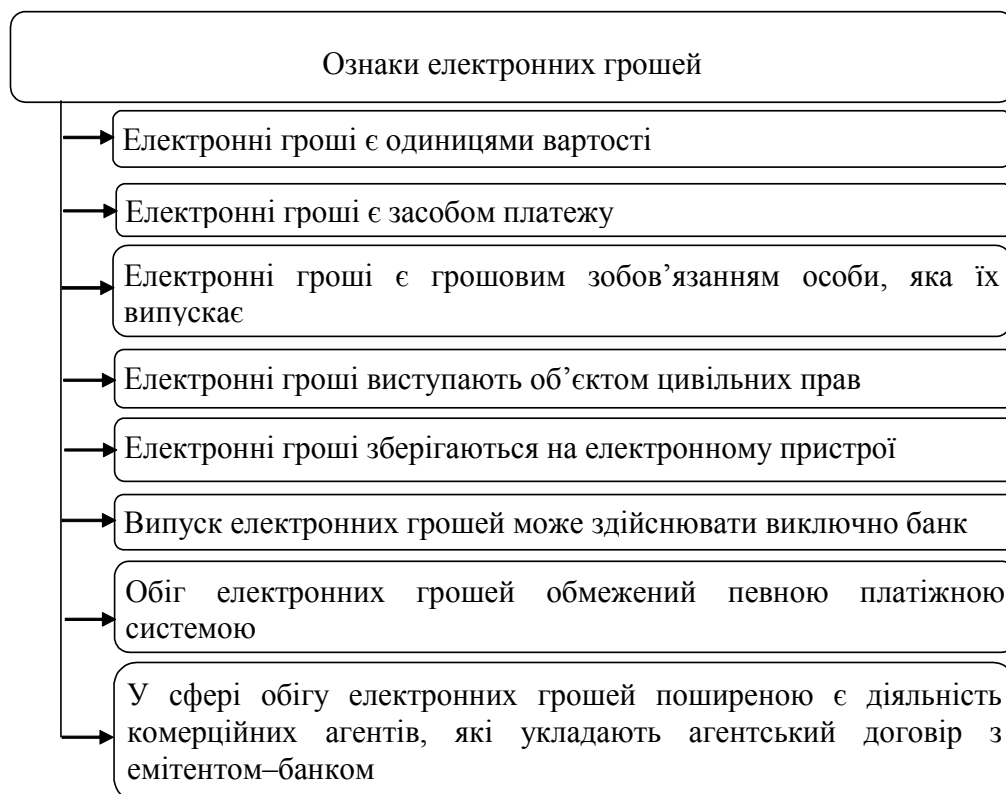 Ознаки електронних грошей
Електронні гроші є одиницями вартості
Електронні гроші є засобом платежу
Електронні гроші є грошовим зобов’язанням особи, яка їх
випускає
Електронні гроші виступають об’єктом цивільних прав
Електронні гроші зберігаються на електронному пристрої
Випуск електронних грошей може здійснювати виключно банк
Обіг електронних грошей обмежений певною платіжною
системою
У сфері обігу електронних грошей поширеною є діяльність
комерційних агентів, які укладають агентський договір з
емітентом–банком